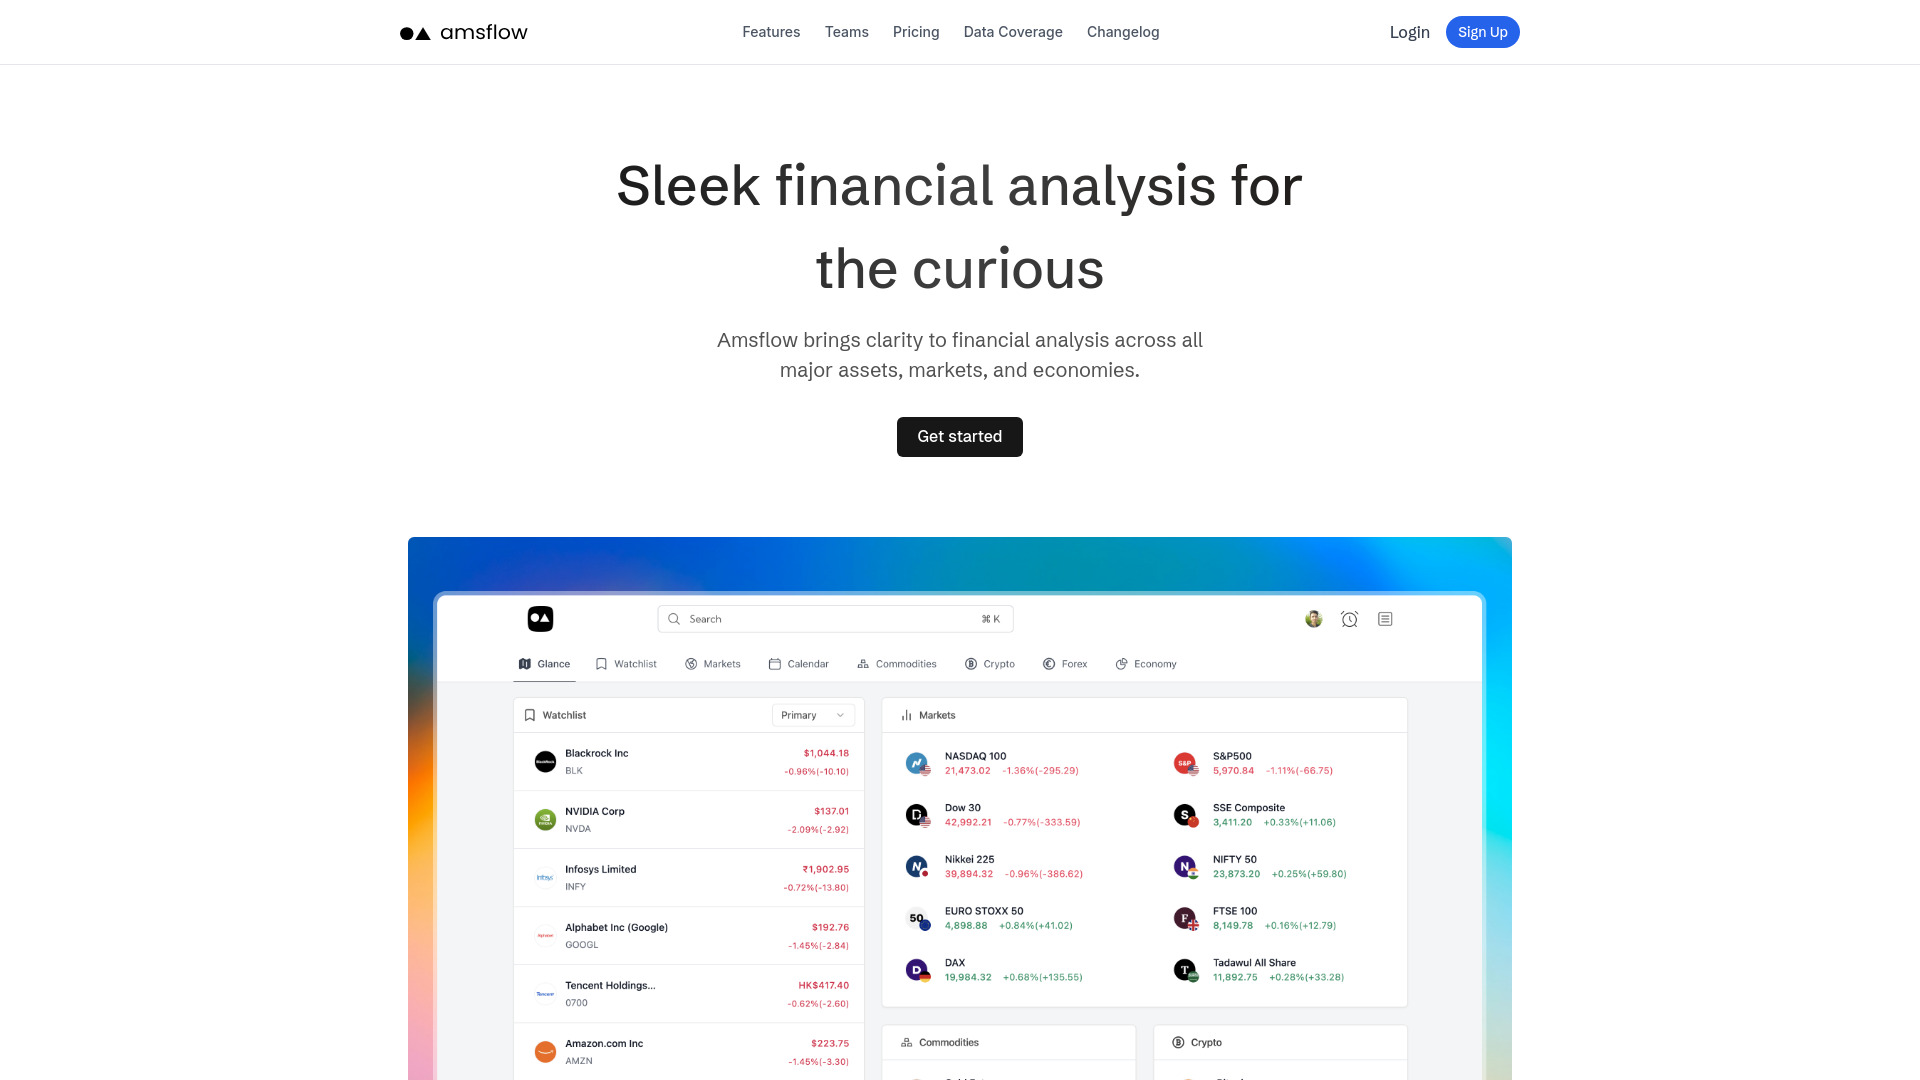 amsflow
Features Teams Pricing Data Coverage Changelog
Login Sign Up
Sleek financial analysis for
the curious
Amsflow brings clarity to financial analysis across all
major assets, markets, and economies.
Get started
Search ⌘ K
Glance Watchlist Markets Calendar Commodities Crypto Forex Economy
Watchlist Primary
Blackrock Inc $1,044.18
BLK -0.96%(-10.10)
NVIDIA Corp $137.01
NVDA -2.09%(-2.92)
Infosys Limited ₹1,902.95
INFY -0.72%(-13.80)
Alphabet Inc (Google) $192.76
GOOGL -1.45%(-2.84)
Tencent Holdings... HK$417.40
0700 -0.62%(-2.60)
Amazon.com Inc $223.75
AMZN -1.45%(-3.30)
Markets
NASDAQ 100 S&P500
21,473.02 -1.36%(-295.29) 5,970.84 -1.11%(-66.75)
Dow 30 SSE Composite
42,992.21 -0.77%(-333.59) 3,411.20 +0.33%(+11.06)
Nikkei 225 NIFTY 50
39,894.32 -0.96%(-386.62) 23,873.20 +0.25%(+59.80)
EURO STOXX 50 FTSE 100
4,898.88 +0.84%(+41.02) 8,149.78 +0.16%(+12.79)
DAX Tadawul All Share
19,984.32 +0.68%(+135.55) 11,892.75 +0.28%(+33.28)
Commodities Crypto